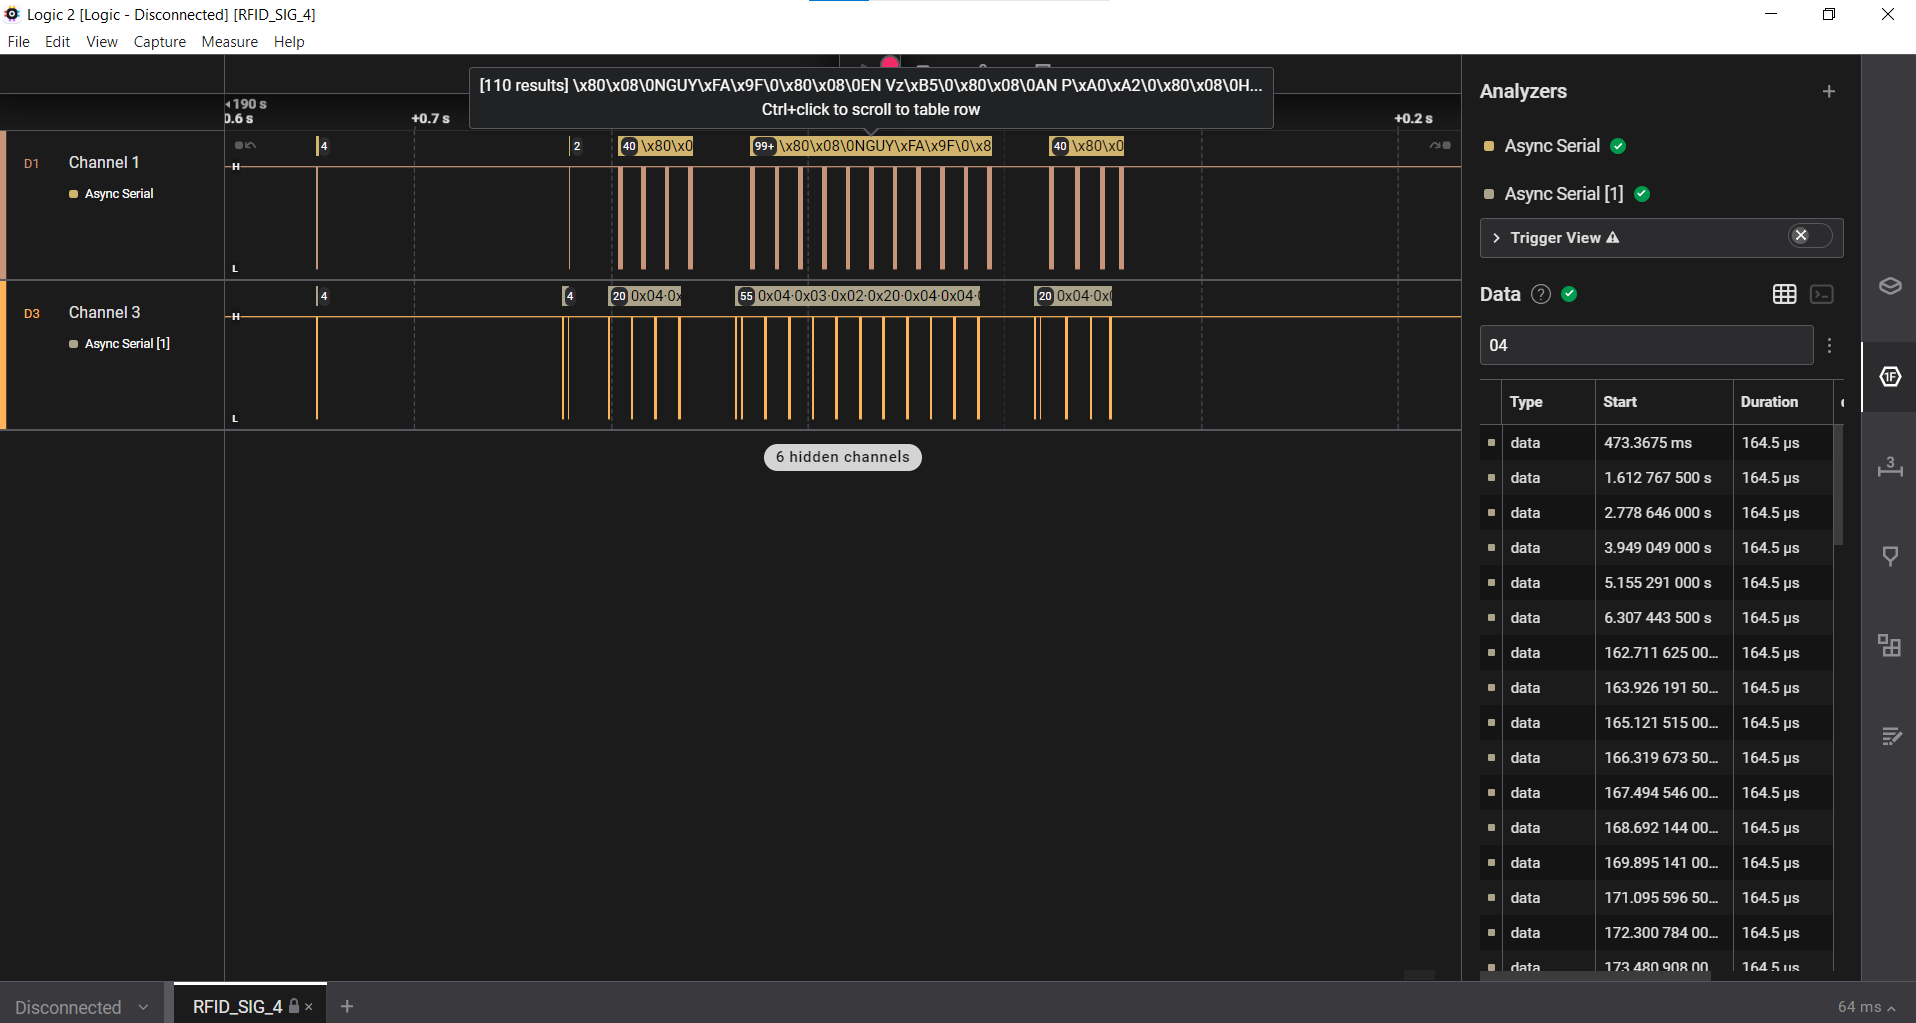 Logic 2 [Logic - Disconnected] [RFID_SIG_4]
File Edit View Capture Measure Help
[110 results] \x80\x08\0NGUY\xFA\x9F\0\x80\x08\0EN Vz\xB5\0\x80\x08\0AN P\xA0\xA2\0\x80\x08\0H...
Ctrl+click to scroll to table row
190 s
0.6 s +0.7 s +0.2 s
D1 Channel 1
Async Serial
H
L
4 2 40 \x80\x0 99+ \x80\x08\0NGUY\xFA\x9F\0\x8 40 \x80\x0
D3 Channel 3
Async Serial [1]
H
L
4 4 20 0x04·0x 55 0x04·0x03·0x02·0x20·0x04·0x04·( 20 0x04·0x(
6 hidden channels
Analyzers +
Async Serial
Async Serial [1]
> Trigger View
Data ?
04
Type Start Duration
data 473.3675 ms 164.5 µs
data 1.612 767 500 s 164.5 µs
data 2.778 646 000 s 164.5 µs
data 3.949 049 000 s 164.5 µs
data 5.155 291 000 s 164.5 µs
data 6.307 443 500 s 164.5 µs
data 162.711 625 00... 164.5 µs
data 163.926 191 50... 164.5 µs
data 165.121 515 00... 164.5 µs
data 166.319 673 50... 164.5 µs
data 167.494 546 00... 164.5 µs
data 168.692 144 00... 164.5 µs
data 169.895 141 00... 164.5 µs
data 171.095 596 50... 164.5 µs
data 172.300 784 00... 164.5 µs
data 173.480 908 00... 164.5 µs
1F
3
Disconnected RFID_SIG_4 × + 64 ms